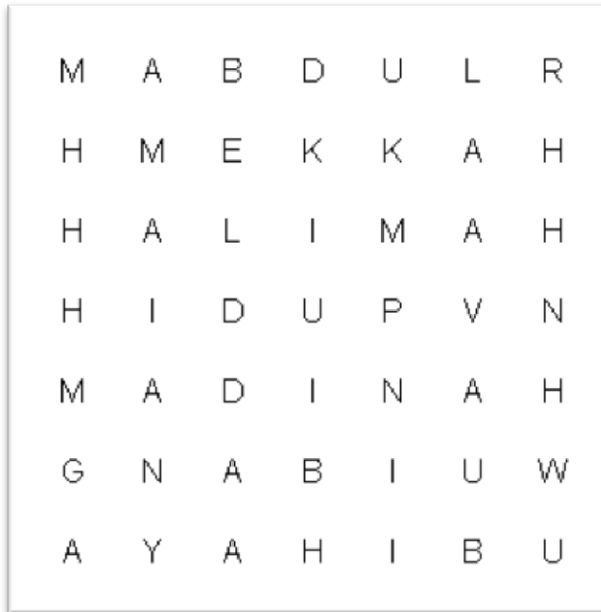 M A B D U L R
H M E K K A H
H A L I M A H
H I D U P V N
M A D I N A H
G N A B I U W
A Y A H I B U